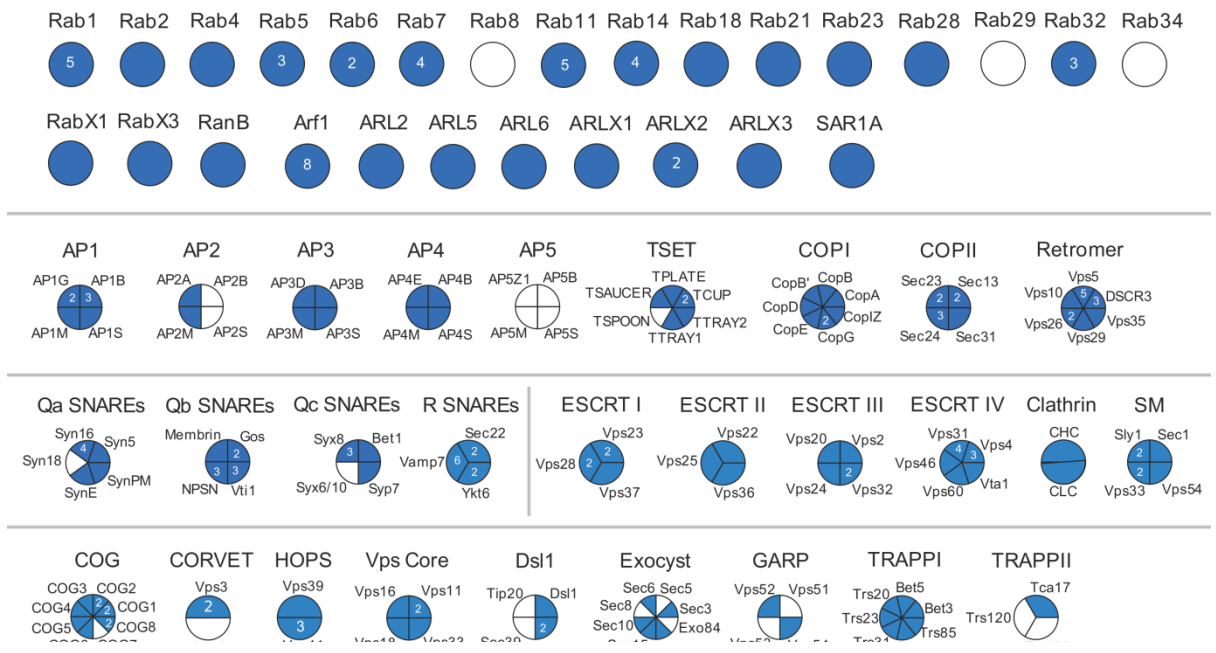 Rab1 Rab2 Rab4 Rab5 Rab6 Rab7 Rab8 Rab11 Rab14 Rab18 Rab21 Rab23 Rab28 Rab29 Rab32 Rab34
5 3 2 4 5 4 3
RabX1 RabX3 RanB Arf1 ARL2 ARL5 ARL6 ARLX1 ARLX2 ARLX3 SAR1A
8 2
AP1 AP2 AP3 AP4 AP5 TSET COPI COPII Retromer
AP1G AP1B AP2A AP2B AP3D AP3B AP4E AP4B AP5Z1 AP5B TPLATE CopB' CopB Sec23 Sec13 Vps5
2 3 TSAUCER 2 TCUP CopD CopA 2 2 Vps10 5 3 DSCR3
TSPOON TTRAY2 CopE CopIZ 3 Vps26 2 Vps35
AP1M AP1S AP2M AP2S AP3M AP3S AP4M AP4S AP5M AP5S TTRAY1 2 CopG Sec24 Sec31 Vps29
Qa SNAREs Qb SNAREs Qc SNAREs R SNAREs ESCRT I ESCRT II ESCRT III ESCRT IV Clathrin SM
Syn16 Syn5 Membrin Gos Syx8 Bet1 Sec22 Vps23 Vps22 Vps20 Vps2 Vps31 Vps4 CHC Sly1 Sec1
4 2 3 2 2 4 3 2
Syn18 Vamp7 6 Vps28 2 Vps25 Vps46
SynE SynPM NPSN 3 3 Vti1 Syx6/10 Syp7 2 Ykt6 Vps37 Vps36 Vps24 2 Vps32 Vps60 Vta1 CLC Vps33 2 Vps54
COG CORVET HOPS Vps Core Dsl1 Exocyst GARP TRAPPI TRAPPII
COG3 COG2 Vps3 Vps39 Vps16 Vps11 Tip20 Dsl1 Sec6 Sec5 Vps52 Vps51 Trs20 Bet5 Tca17
COG4 2 2 COG1 2 2 Sec8 Sec3 Trs23 Bet3 Trs120
COG5 2 COG8 3 2 Sec10 Exo84 Trs85